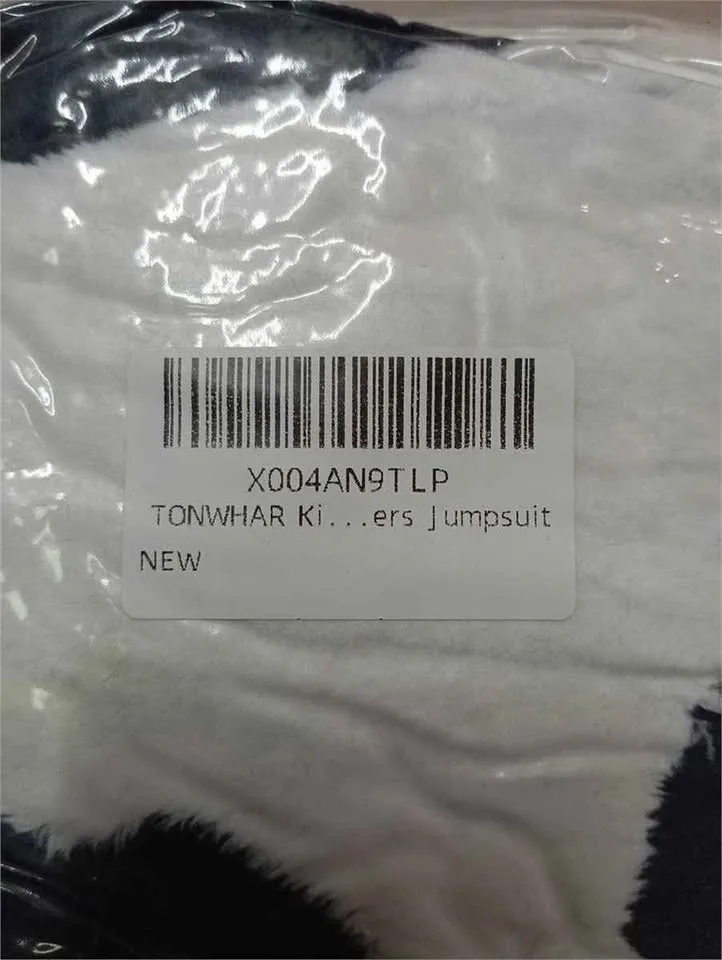 X004AN9TLP
TONWHAR Ki...ers Jumpsuit
NEW